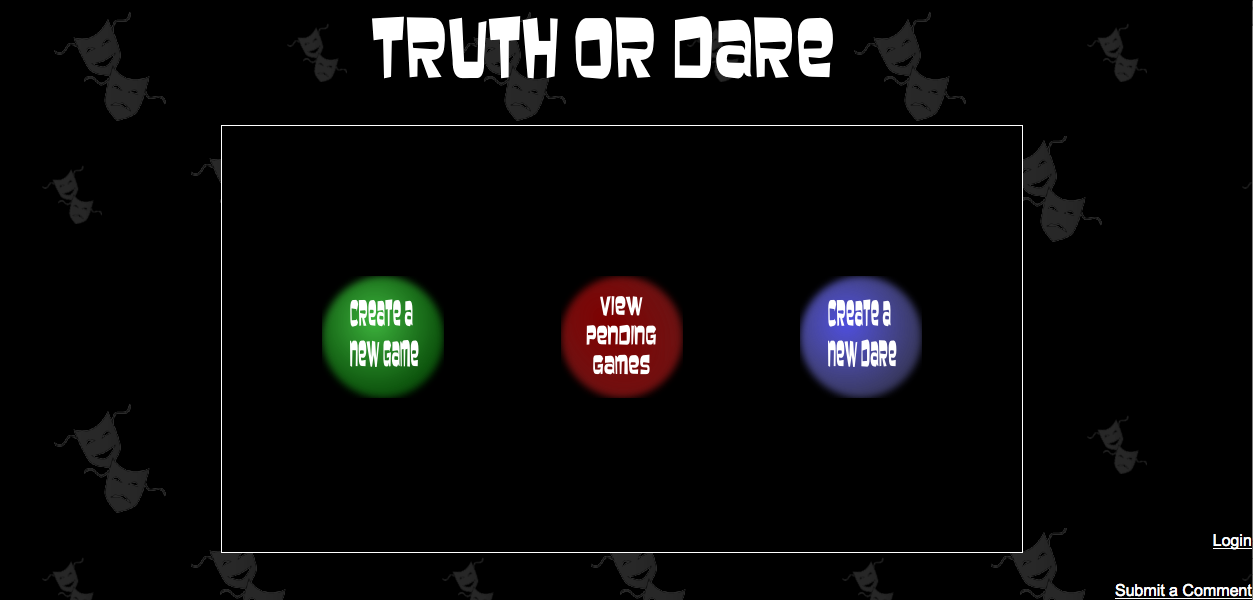 TRUTH OR DaRe
CReaTe a
new Game
View
Pending
Games
CReaTe a
new DaRe
Login
Submit a Comment